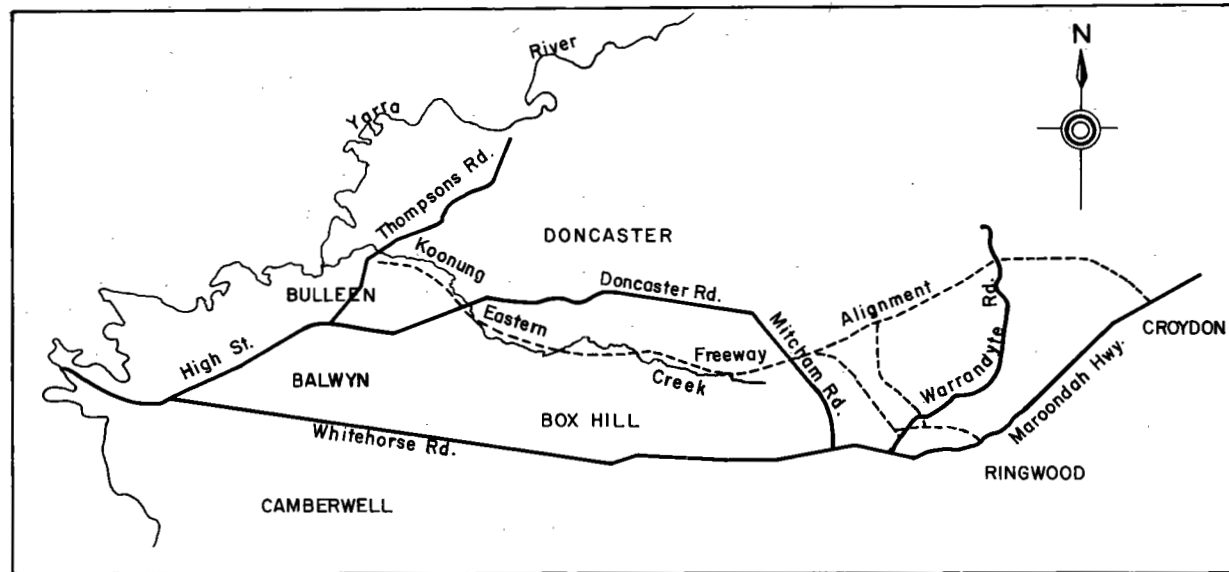 River
N
Yarra
Thompsons Rd.
Koonung
DONCASTER
BULLEEN
Doncaster Rd.
Alignment
Eastern
Freeway
Mitcham Rd.
Warrandyte Rd.
CROYDON
High St.
BALWYN
Creek
Maroondah Hwy.
BOX HILL
Whitehorse Rd.
RINGWOOD
CAMBERWELL